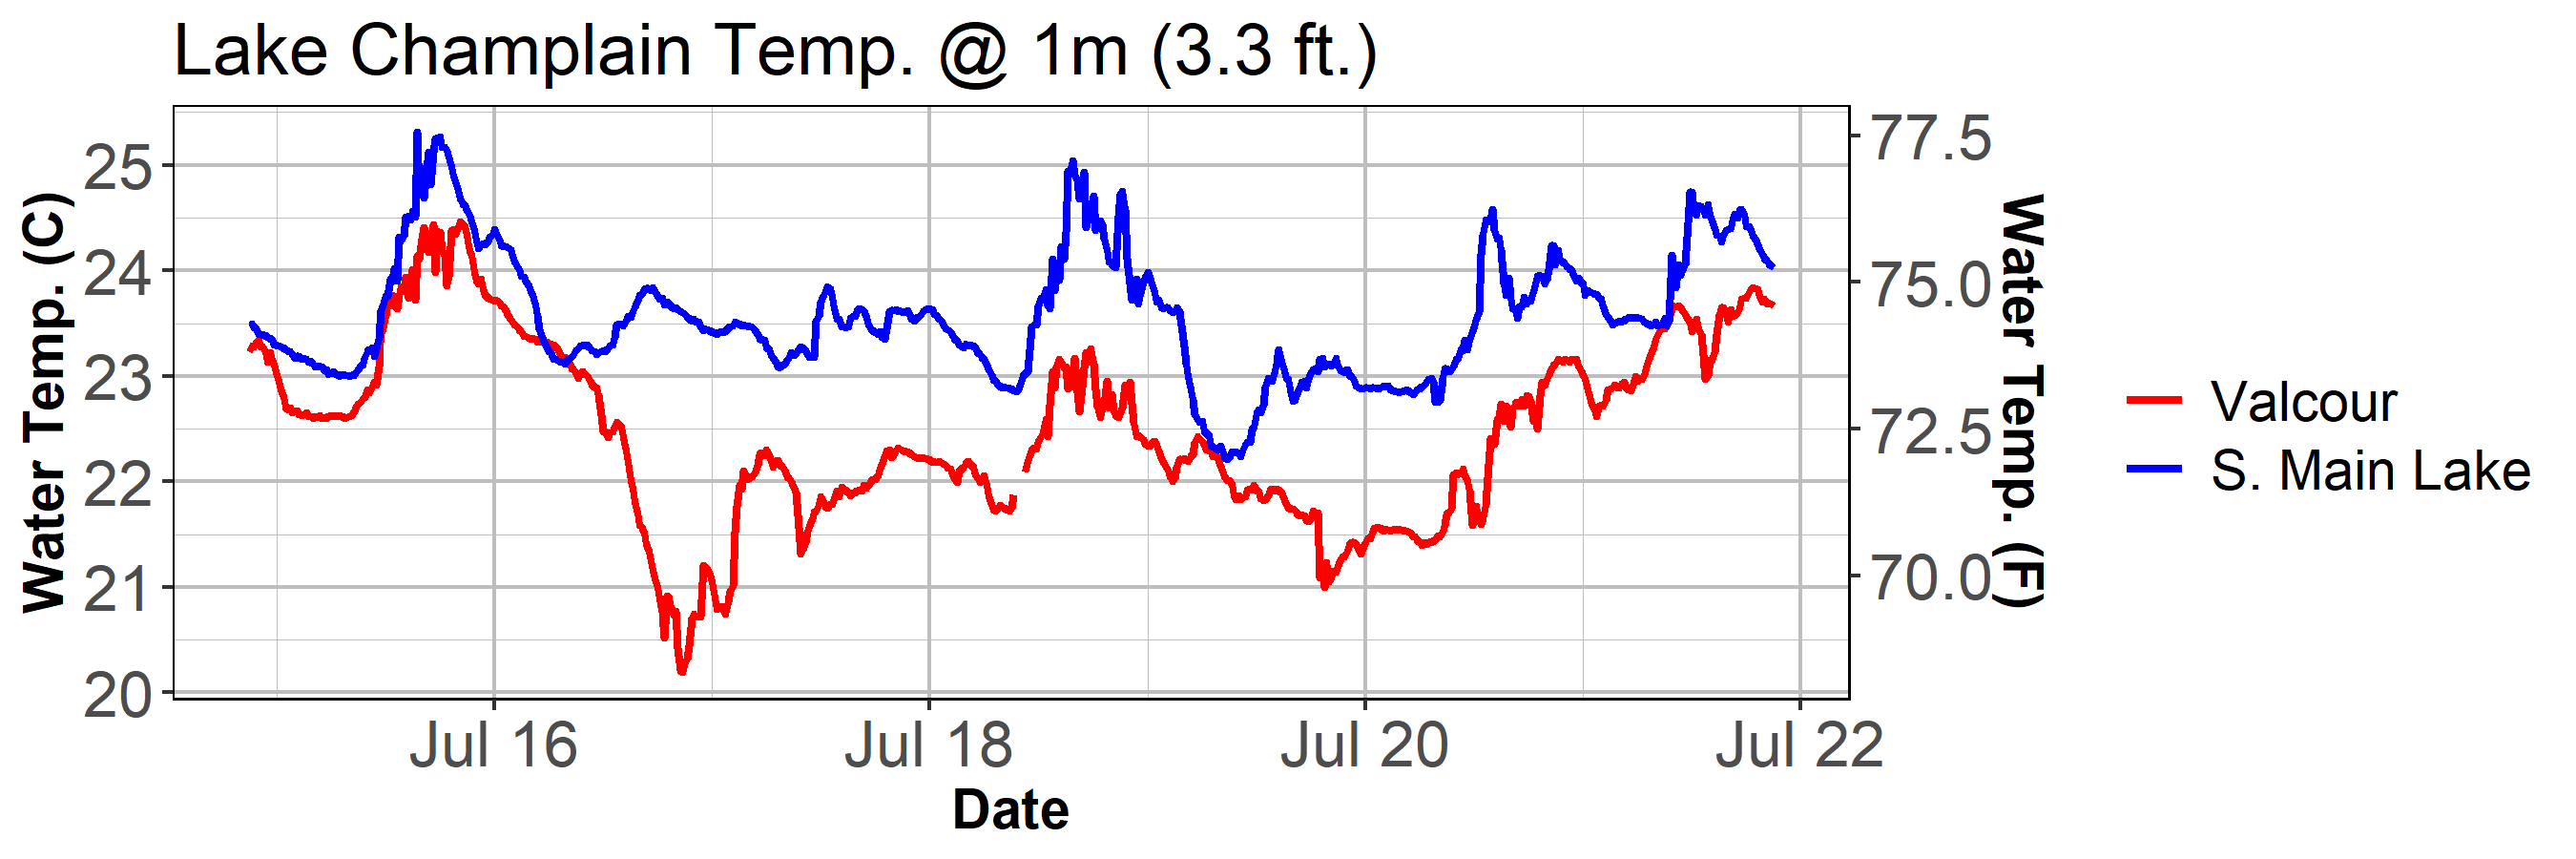 Lake Champlain Temp. @ 1m (3.3 ft.)
Water Temp. (C)
25
24
23
22
21
20
77.5
75.0
72.5
70.0
Water Temp. (F)
Jul 16
Jul 18
Jul 20
Jul 22
Date
Valcour
S. Main Lake